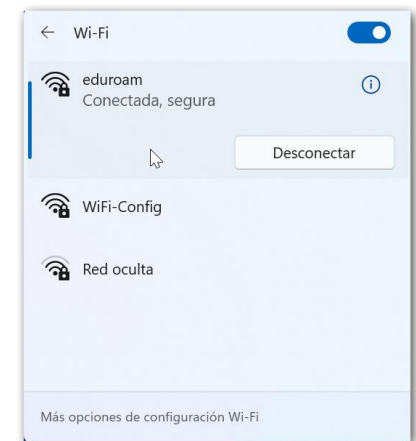 Wi-Fi
eduroam
Conectada, segura
Desconectar
WiFi-Config
Red oculta
Más opciones de configuración Wi-Fi